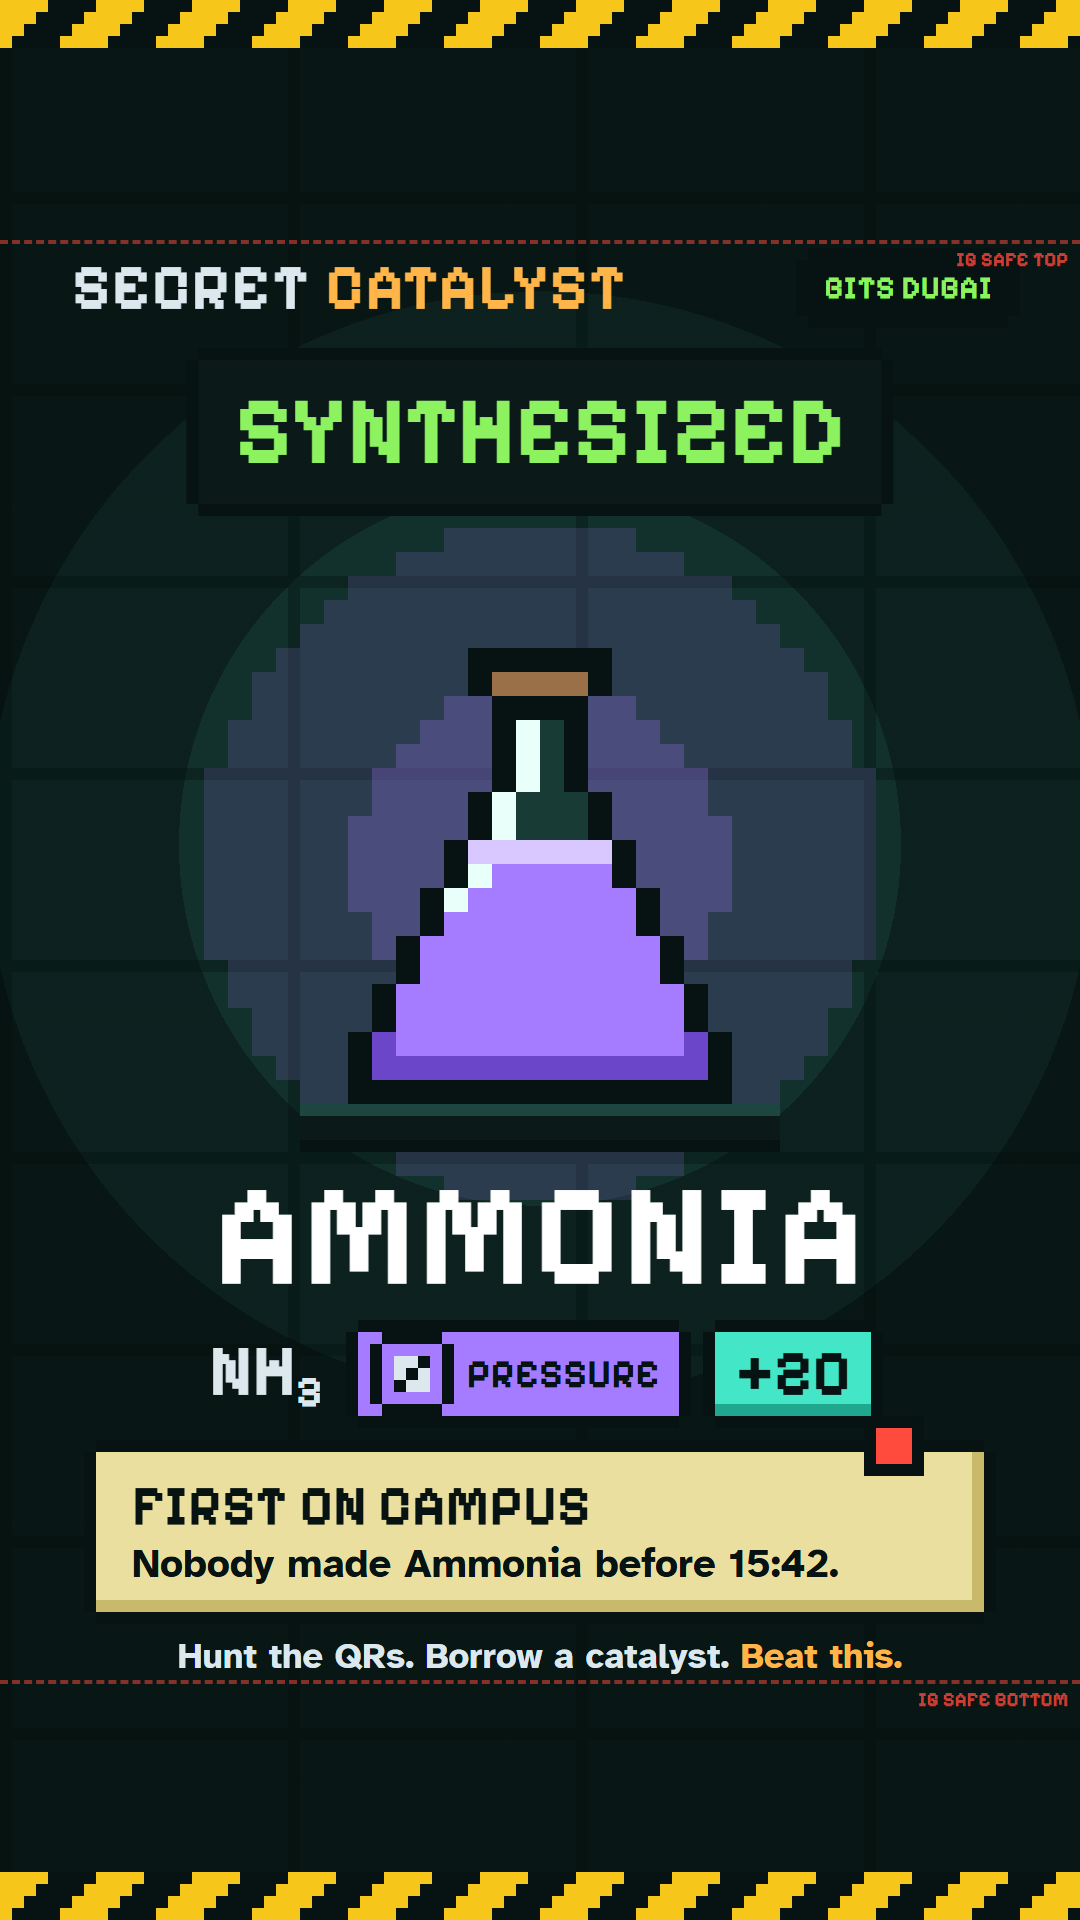 IG SAFE TOP
SECRET CATALYST
BITS DUBAI
SYNTHESIZED
AMMONIA
NH₃
PRESSURE
+20
FIRST ON CAMPUS
Nobody made Ammonia before 15:42.
Hunt the QRs. Borrow a catalyst. Beat this.
IG SAFE BOTTOM